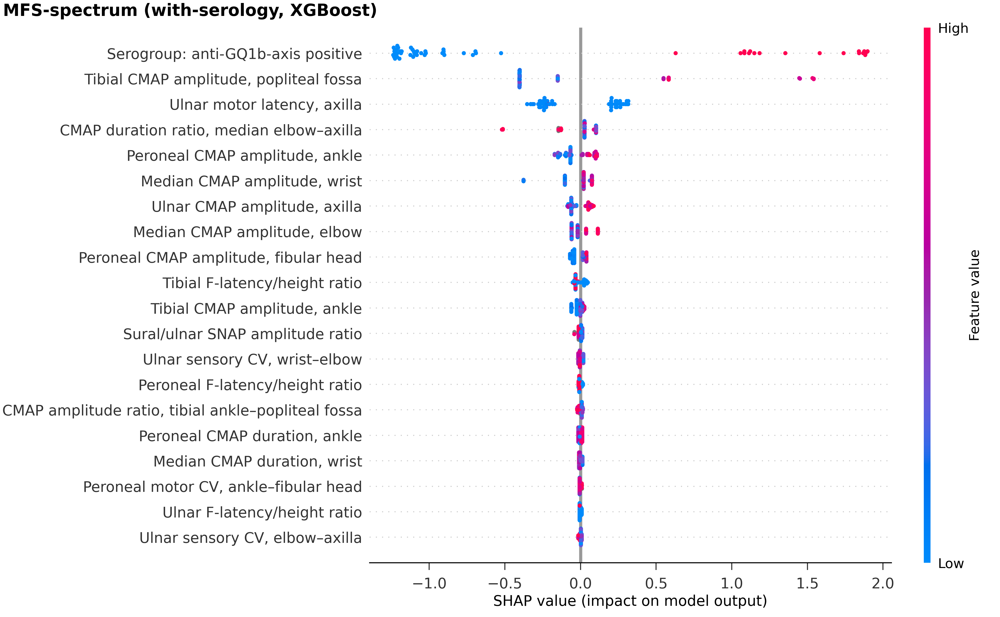 MFS-spectrum (with-serology, XGBoost)
High
Serogroup: anti-GQ1b-axis positive
Tibial CMAP amplitude, popliteal fossa
Ulnar motor latency, axilla
CMAP duration ratio, median elbow–axilla
Peroneal CMAP amplitude, ankle
Median CMAP amplitude, wrist
Ulnar CMAP amplitude, axilla
Median CMAP amplitude, elbow
Peroneal CMAP amplitude, fibular head
Tibial F-latency/height ratio
Tibial CMAP amplitude, ankle
Sural/ulnar SNAP amplitude ratio
Ulnar sensory CV, wrist–elbow
Peroneal F-latency/height ratio
CMAP amplitude ratio, tibial ankle–popliteal fossa
Peroneal CMAP duration, ankle
Median CMAP duration, wrist
Peroneal motor CV, ankle–fibular head
Ulnar F-latency/height ratio
Ulnar sensory CV, elbow–axilla
Feature value
Low
−1.0 −0.5 0.0 0.5 1.0 1.5 2.0
SHAP value (impact on model output)